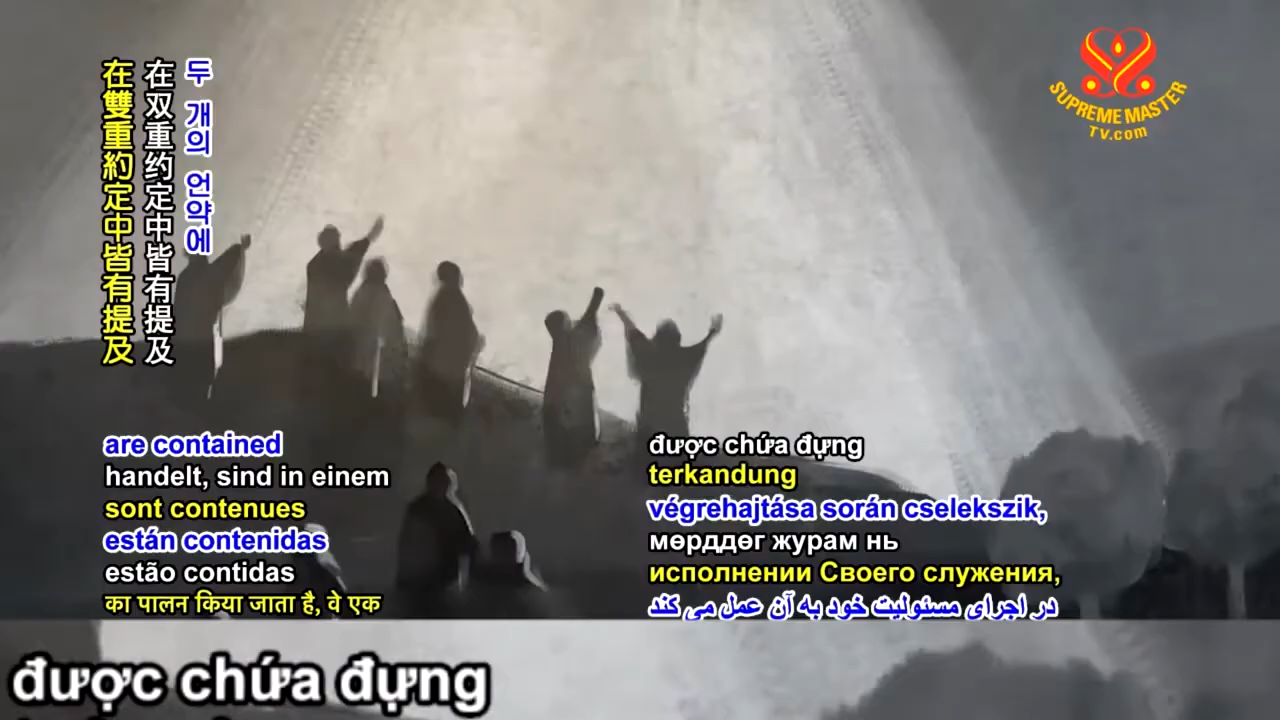 在雙重約定中皆有提及
在双重约定中皆有提及
두 개의 언약에
SUPREME MASTER
TV.com
are contained
handelt, sind in einem
sont contenues
están contenidas
estão contidas
का पालन किया जाता है, वे एक
được chứa đựng
terkandung
végrehajtása során cselekszik,
мөрддөг журам нь
исполнении Своего служения,
در اجرای مسئولیت خود به آن عمل می کند
được chứa đựng